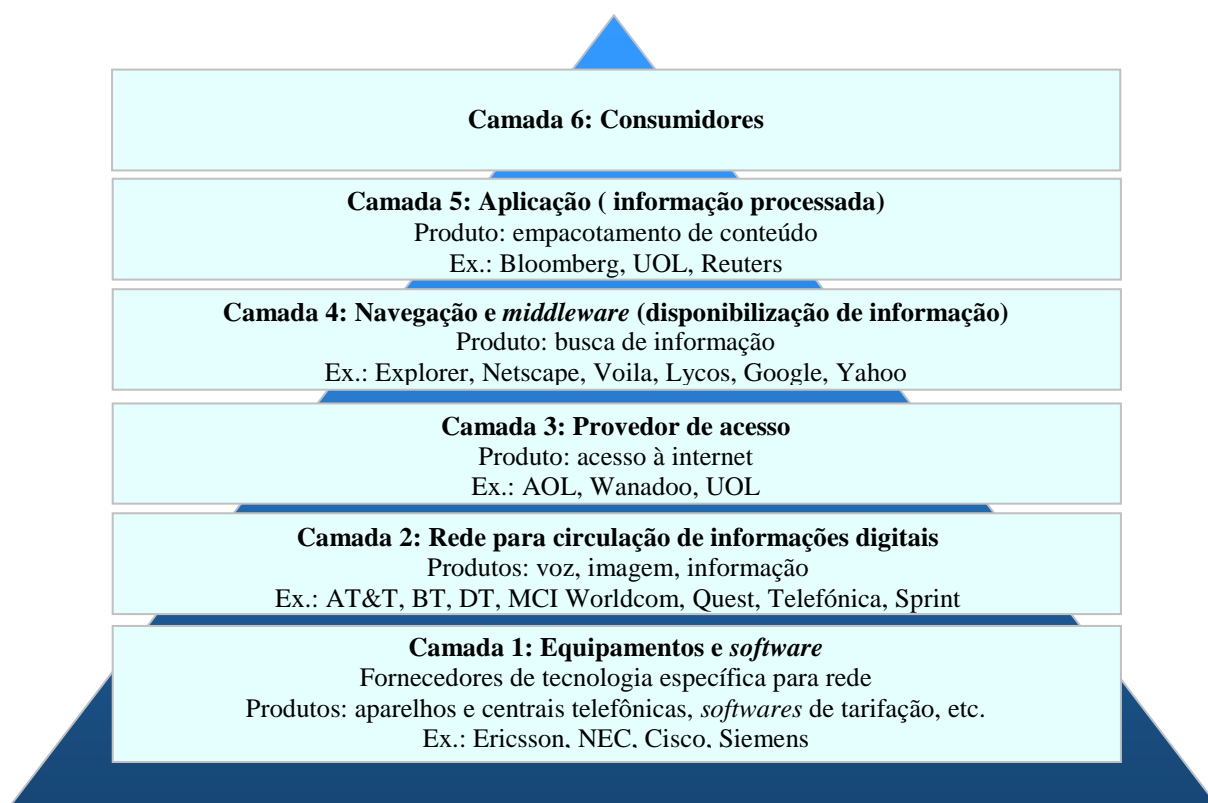 Camada 6: Consumidores
Camada 5: Aplicação ( informação processada)
Produto: empacotamento de conteúdo
Ex.: Bloomberg, UOL, Reuters
Camada 4: Navegação e middleware (disponibilização de informação)
Produto: busca de informação
Ex.: Explorer, Netscape, Voila, Lycos, Google, Yahoo
Camada 3: Provedor de acesso
Produto: acesso à internet
Ex.: AOL, Wanadoo, UOL
Camada 2: Rede para circulação de informações digitais
Produtos: voz, imagem, informação
Ex.: AT&T, BT, DT, MCI Worldcom, Quest, Telefónica, Sprint
Camada 1: Equipamentos e software
Fornecedores de tecnologia específica para rede
Produtos: aparelhos e centrais telefônicas, softwares de tarifação, etc.
Ex.: Ericsson, NEC, Cisco, Siemens